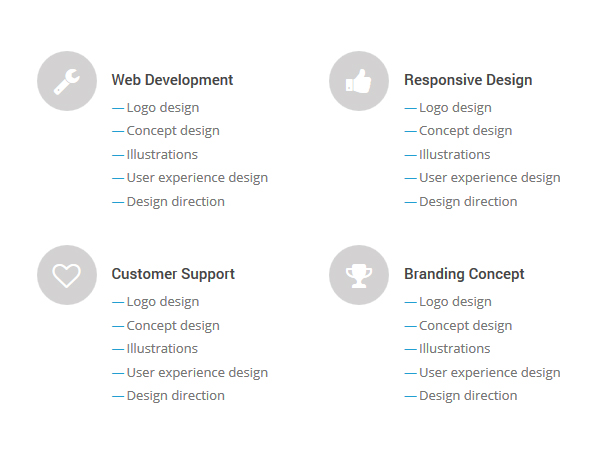 Web Development
— Logo design
— Concept design
— Illustrations
— User experience design
— Design direction
Responsive Design
— Logo design
— Concept design
— Illustrations
— User experience design
— Design direction
Customer Support
— Logo design
— Concept design
— Illustrations
— User experience design
— Design direction
Branding Concept
— Logo design
— Concept design
— Illustrations
— User experience design
— Design direction